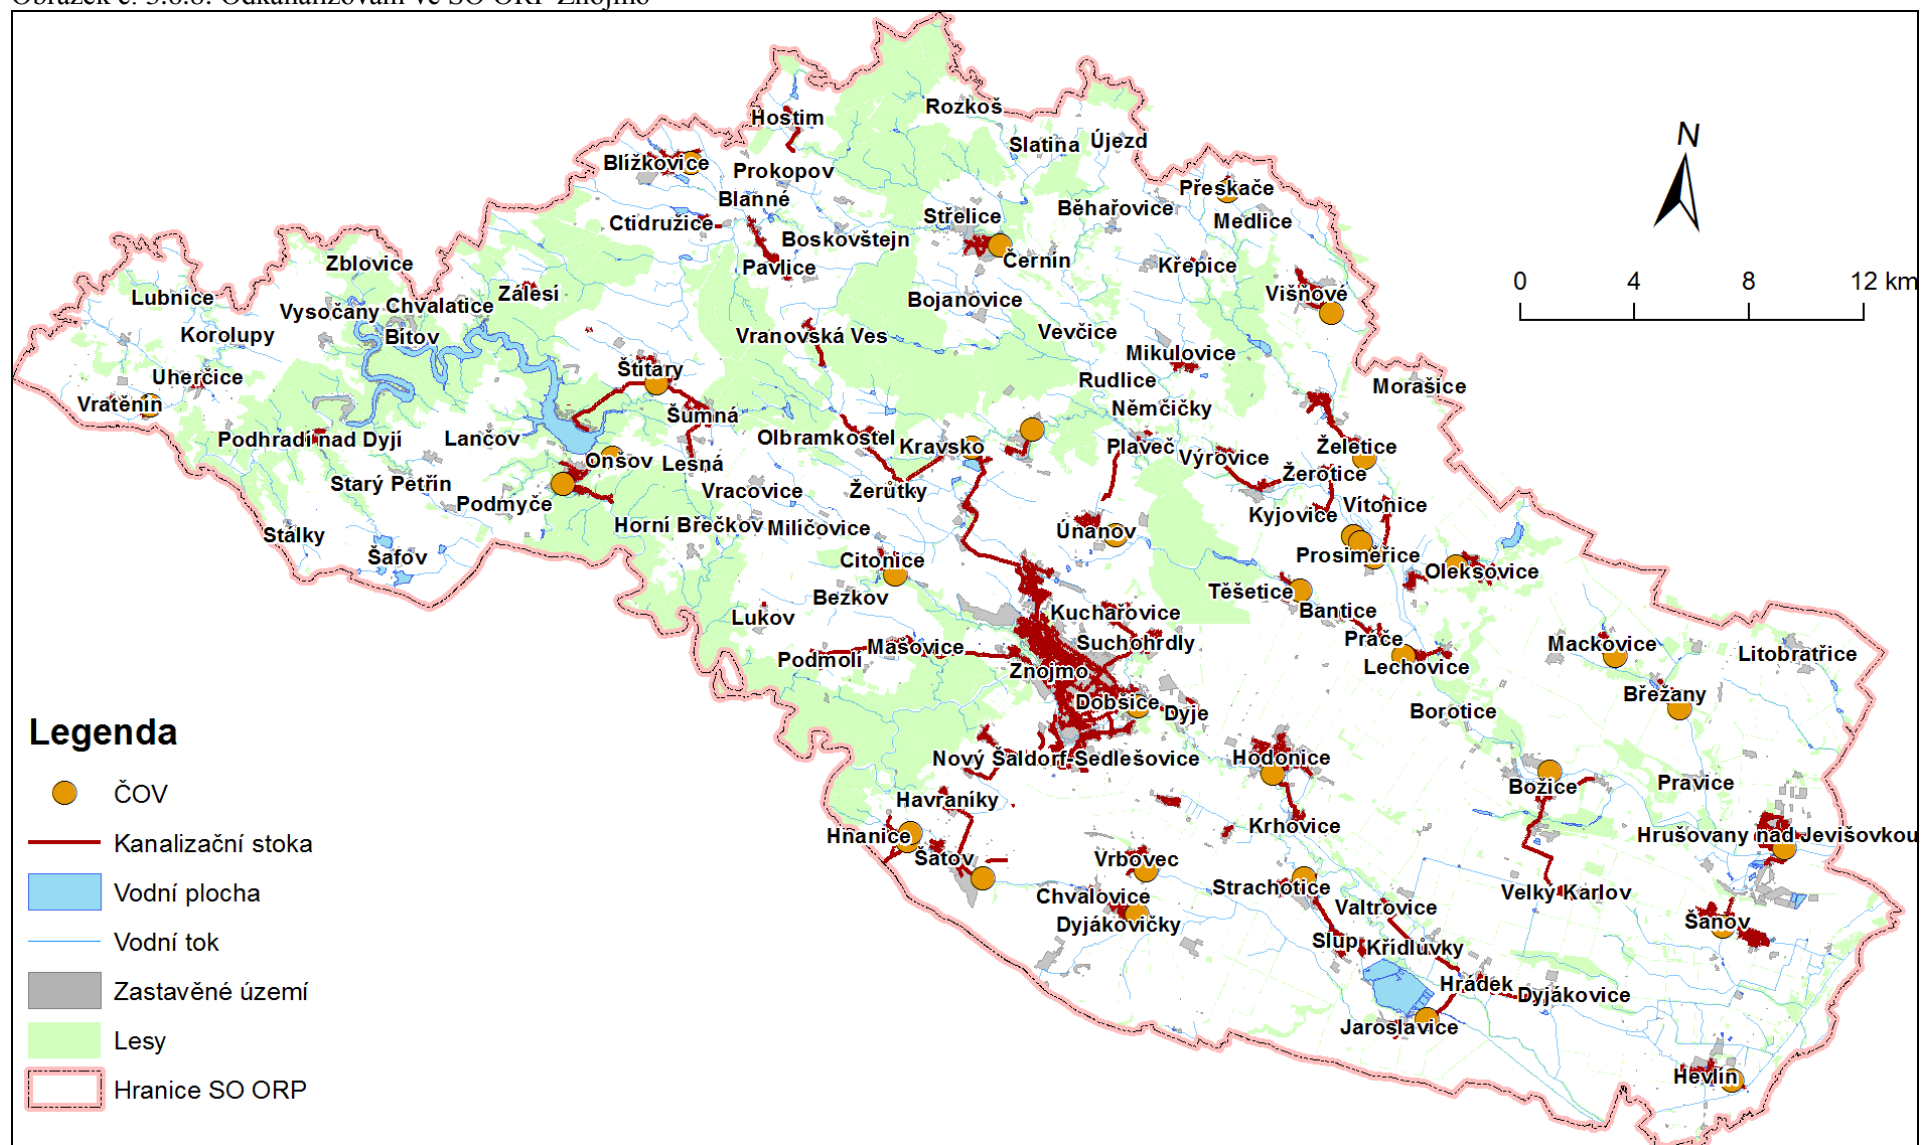 Obrázek č. 3.6.8: Odkanalizování ve SO ORP Znojmo
Rozkoš
Hostim
Slatina
Újezd
Blížkovice
Prokopov
Přeskače
Blanné
Běhařovice
Střelice
Medlice
Ctidružice
Boskovštejn
Černín
Zblovice
Pavlice
Křepice
Zálesí
Višňové
Lubnice
Vysočany
Chvalatice
Bojanovice
Korolupy
Bítov
Vranovská Ves
Vevčice
Mikulovice
Uherčice
Štítary
Rudlice
Morašice
Vratěnín
Šumná
Němčičky
Podhradí nad Dyjí
Lančov
Olbramkostel
Kravsko
Plaveč
Výrovice
Želetice
Onšov
Lesná
Žerotice
Starý Petřín
Podmyče
Vracovice
Žerůtky
Kyjovice
Vítonice
Stálky
Horní Břečkov
Milíčovice
Únanov
Šafov
Citonice
Prosiměřice
Oleksovice
Bezkov
Těšetice
Lukov
Kuchařovice
Bantice
Podmolí
Mašovice
Suchohrdly
Práče
Mackovice
Litobratřice
Znojmo
Lechovice
Břežany
Dobšice
Dyje
Borotice
Nový Šaldorf-Sedlešovice
Hodonice
Božice
Pravice
Havraníky
Hnanice
Krhovice
Hrušovany nad Jevišovkou
Šatov
Vrbovec
Strachotice
Velký Karlov
Chvalovice
Valtrovice
Dyjákovičky
Šanov
Slup
Křídlůvky
Hrádek
Dyjákovice
Jaroslavice
Hevlín
N
0 4 8 12 km
Legenda
ČOV
Kanalizační stoka
Vodní plocha
Vodní tok
Zastavěné území
Lesy
Hranice SO ORP